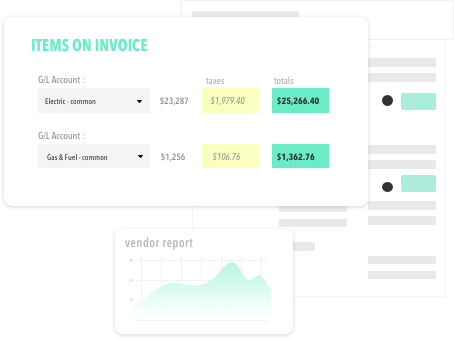 ITEMS ON INVOICE
G/L Account :
taxes totals
Electric - common $23,287 $1,979.40 $25,266.40
G/L Account :
Gas & Fuel - common $1,256 $106.76 $1,362.76
vendor report